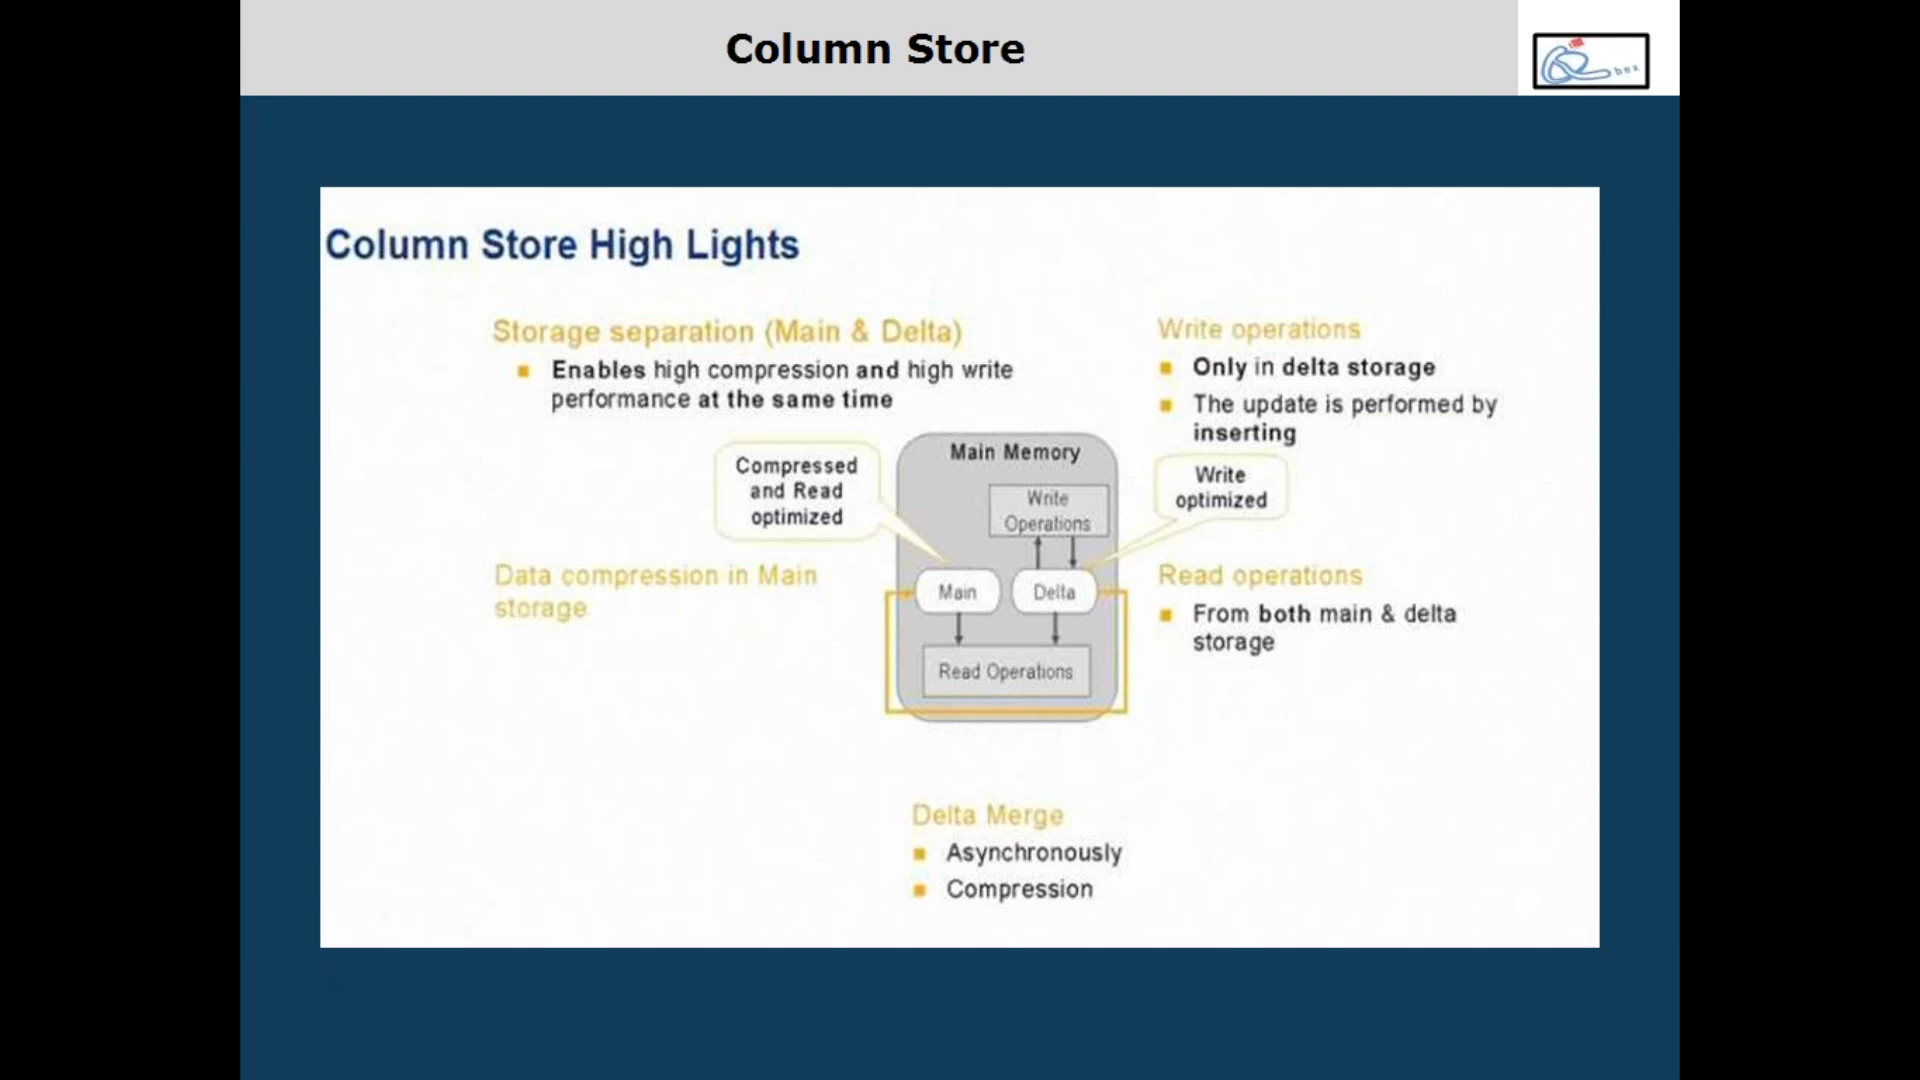 Column Store
box
Column Store High Lights
Storage separation (Main & Delta)
Enables high compression and high write
performance at the same time
Write operations
Only in delta storage
The update is performed by
inserting
Compressed
and Read
optimized
Main Memory
Write
Operations
Write
optimized
Data compression in Main
storage
Main
Delta
Read Operations
Read operations
From both main & delta
storage
Delta Merge
Asynchronously
Compression